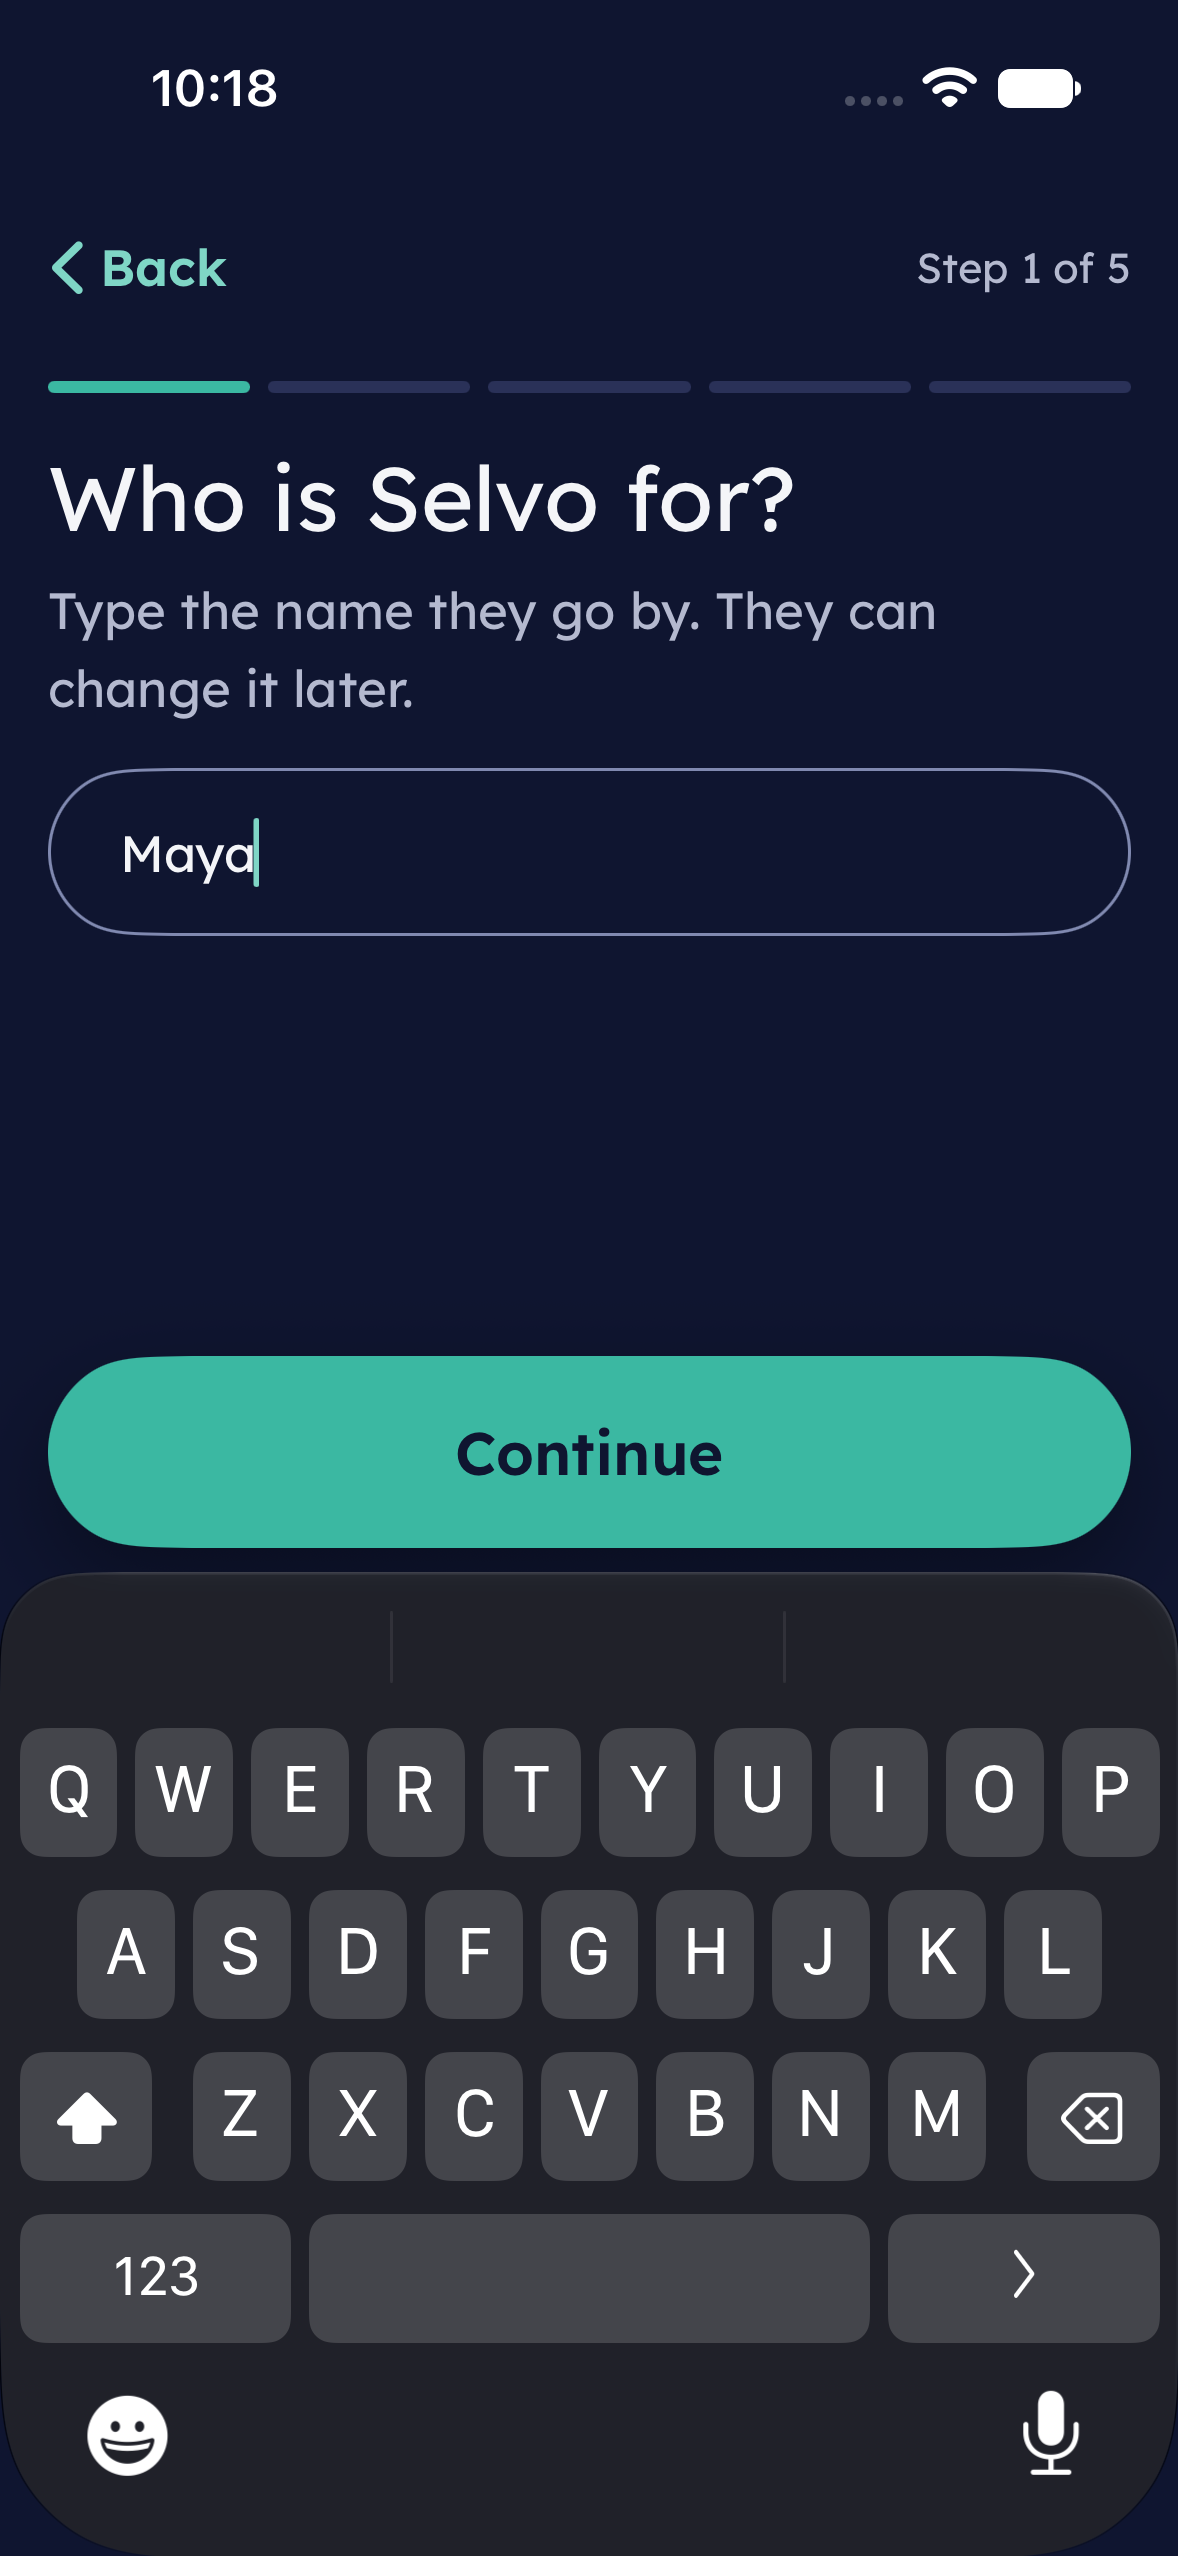 10:18
Back
Step 1 of 5
Who is Selvo for?
Type the name they go by. They can
change it later.
Maya
Continue
Q W E R T Y U I O P
A S D F G H J K L
Z X C V B N M
123